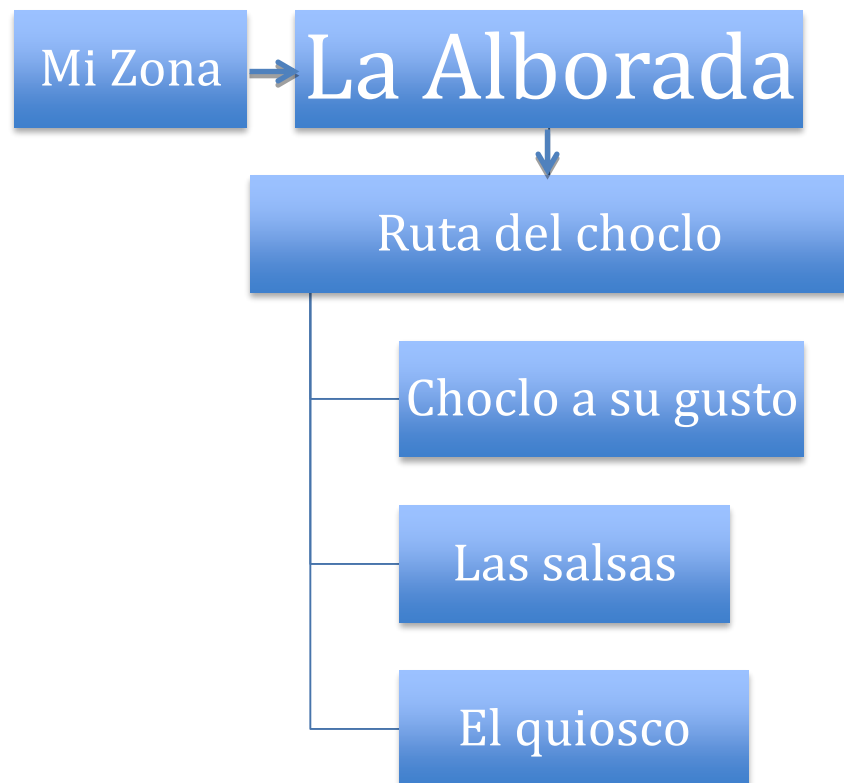 Mi Zona
La Alborada
Ruta del choclo
Choclo a su gusto
Las salsas
El quiosco